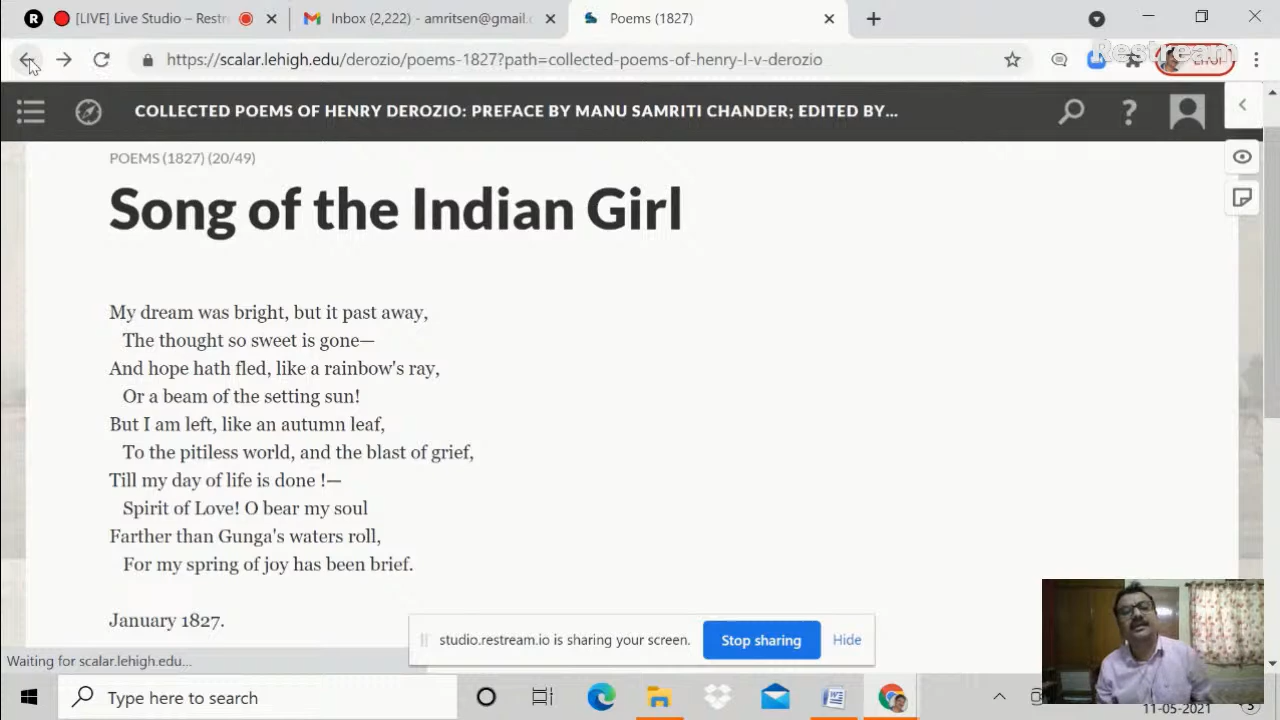 [LIVE] Live Studio – Restre
Inbox (2,222) - amritsen@gmail.c
Poems (1827)
https://scalar.lehigh.edu/derozio/poems-1827?path=collected-poems-of-henry-l-v-derozio
Restream
Error
COLLECTED POEMS OF HENRY DEROZIO: PREFACE BY MANU SAMRITI CHANDER; EDITED BY...
POEMS (1827) (20/49)
Song of the Indian Girl
My dream was bright, but it past away,
The thought so sweet is gone—
And hope hath fled, like a rainbow's ray,
Or a beam of the setting sun!
But I am left, like an autumn leaf,
To the pitiless world, and the blast of grief,
Till my day of life is done !—
Spirit of Love! O bear my soul
Farther than Gunga's waters roll,
For my spring of joy has been brief.
January 1827.
studio.restream.io is sharing your screen.
Stop sharing
Hide
Waiting for scalar.lehigh.edu...
Type here to search
11-05-2021
3